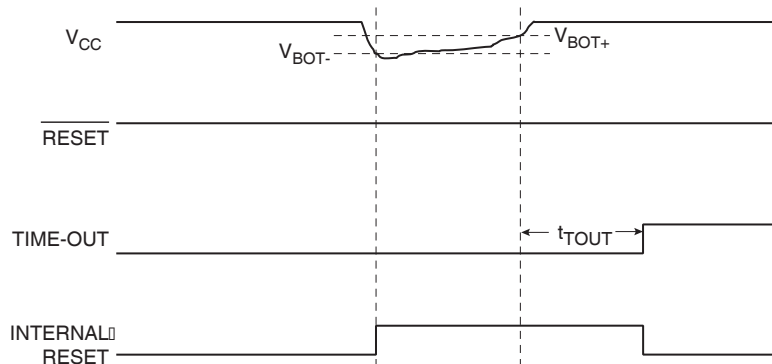 VCC
VBOT-
VBOT+
RESET
TIME-OUT
tTOUT
INTERNAL▯
RESET